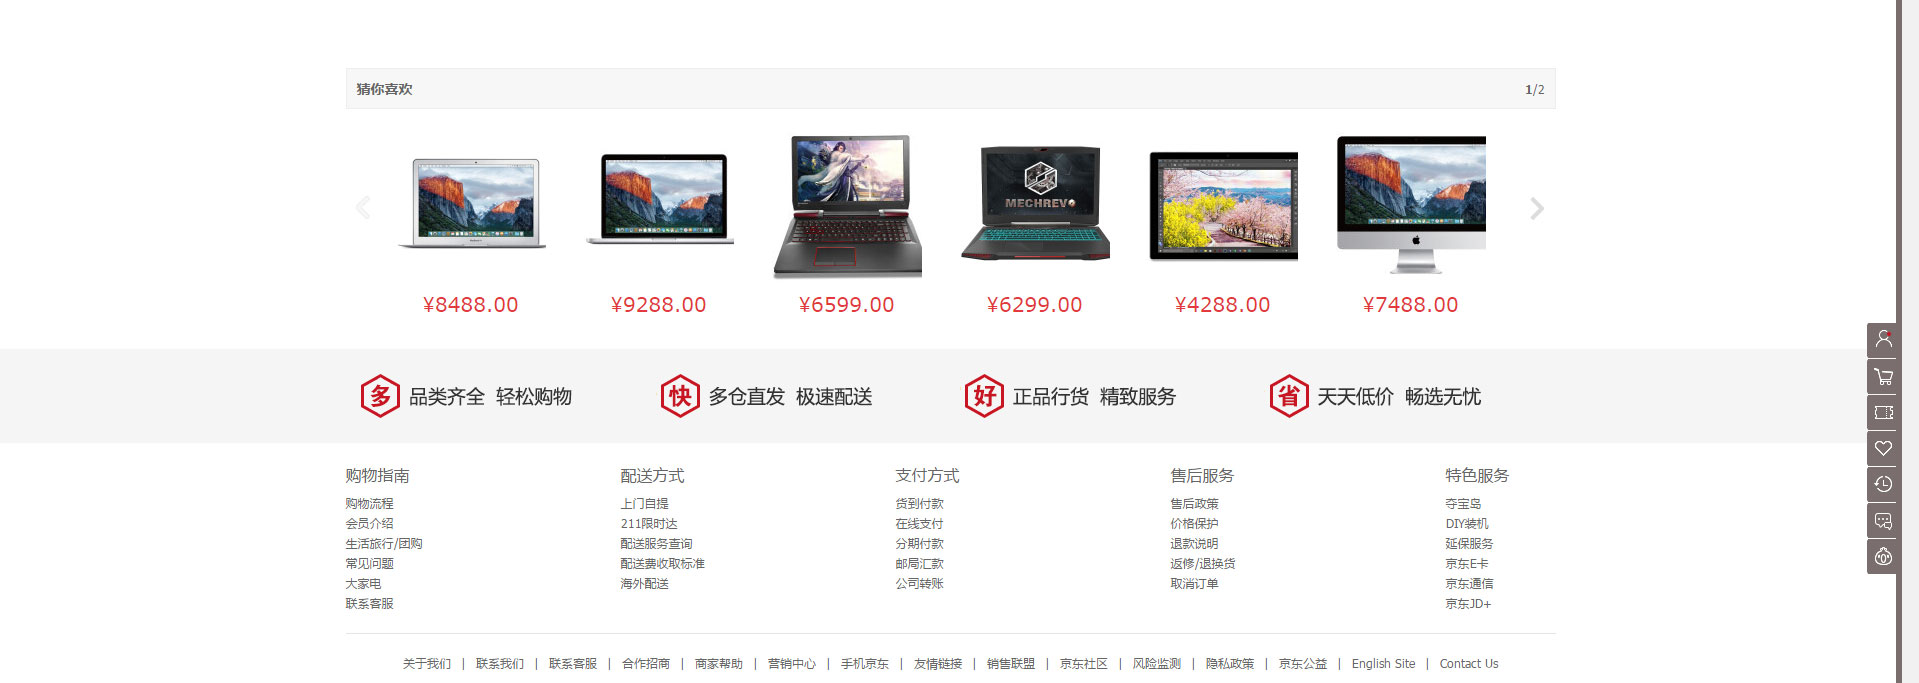 猜你喜欢 1/2
MECHREVO
¥8488.00 ¥9288.00 ¥6599.00 ¥6299.00 ¥4288.00 ¥7488.00
多 品类齐全 轻松购物 快 多仓直发 极速配送 好 正品行货 精致服务 省 天天低价 畅选无忧
购物指南 配送方式 支付方式 售后服务 特色服务
购物流程 上门自提 货到付款 售后政策 夺宝岛
会员介绍 211限时达 在线支付 价格保护 DIY装机
生活旅行/团购 配送服务查询 分期付款 退款说明 延保服务
常见问题 配送费收取标准 邮局汇款 返修/退换货 京东E卡
大家电 海外配送 公司转账 取消订单 京东通信
联系客服 京东JD+
关于我们 | 联系我们 | 联系客服 | 合作招商 | 商家帮助 | 营销中心 | 手机京东 | 友情链接 | 销售联盟 | 京东社区 | 风险监测 | 隐私政策 | 京东公益 | English Site | Contact Us